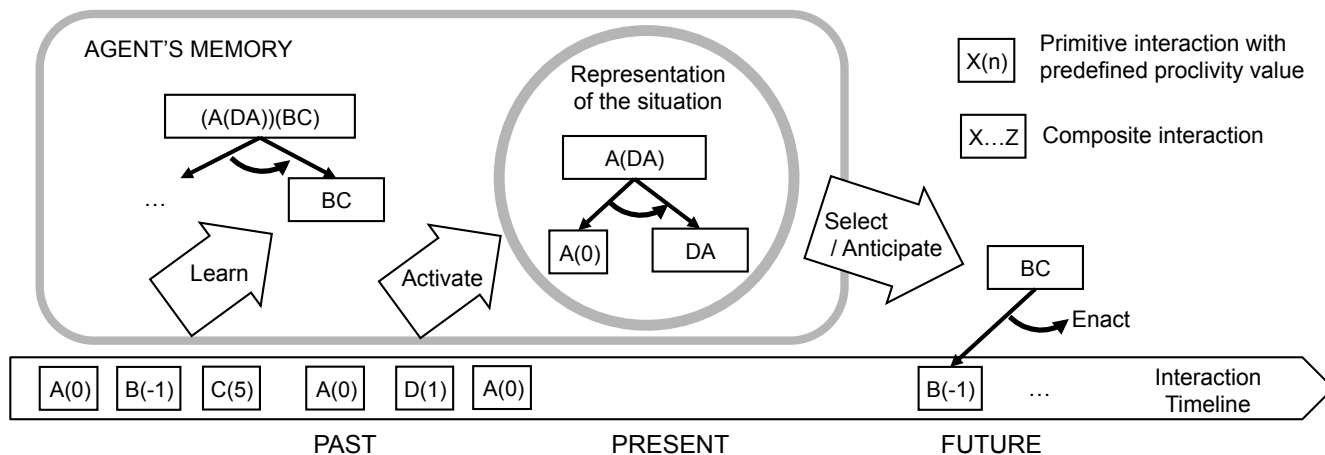 AGENT'S MEMORY
(A(DA))(BC)
...
BC
Learn
Activate
Representation
of the situation
A(DA)
A(0)
DA
X(n)
Primitive interaction with
predefined proclivity value
X...Z
Composite interaction
Select
/ Anticipate
BC
Enact
A(0)
B(-1)
C(5)
A(0)
D(1)
A(0)
B(-1)
...
Interaction
Timeline
PAST
PRESENT
FUTURE